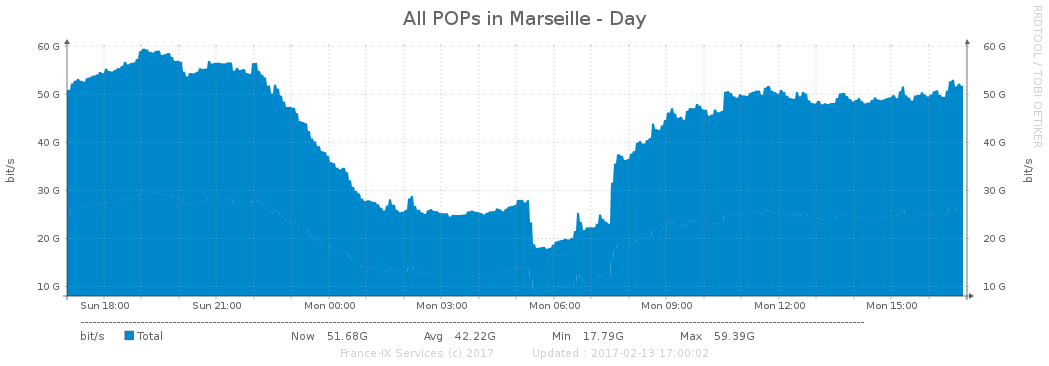 All POPs in Marseille - Day
RRDTOOL / TOBI OETIKER
60 G 60 G
50 G 50 G
40 G 40 G
30 G 30 G
20 G 20 G
10 G 10 G
bit/s
bit/s
Sun 18:00 Sun 21:00 Mon 00:00 Mon 03:00 Mon 06:00 Mon 09:00 Mon 12:00 Mon 15:00
bit/s Total Now 51.68G Avg 42.22G Min 17.79G Max 59.39G
France-IX Services (c) 2017 Updated : 2017-02-13 17:00:02